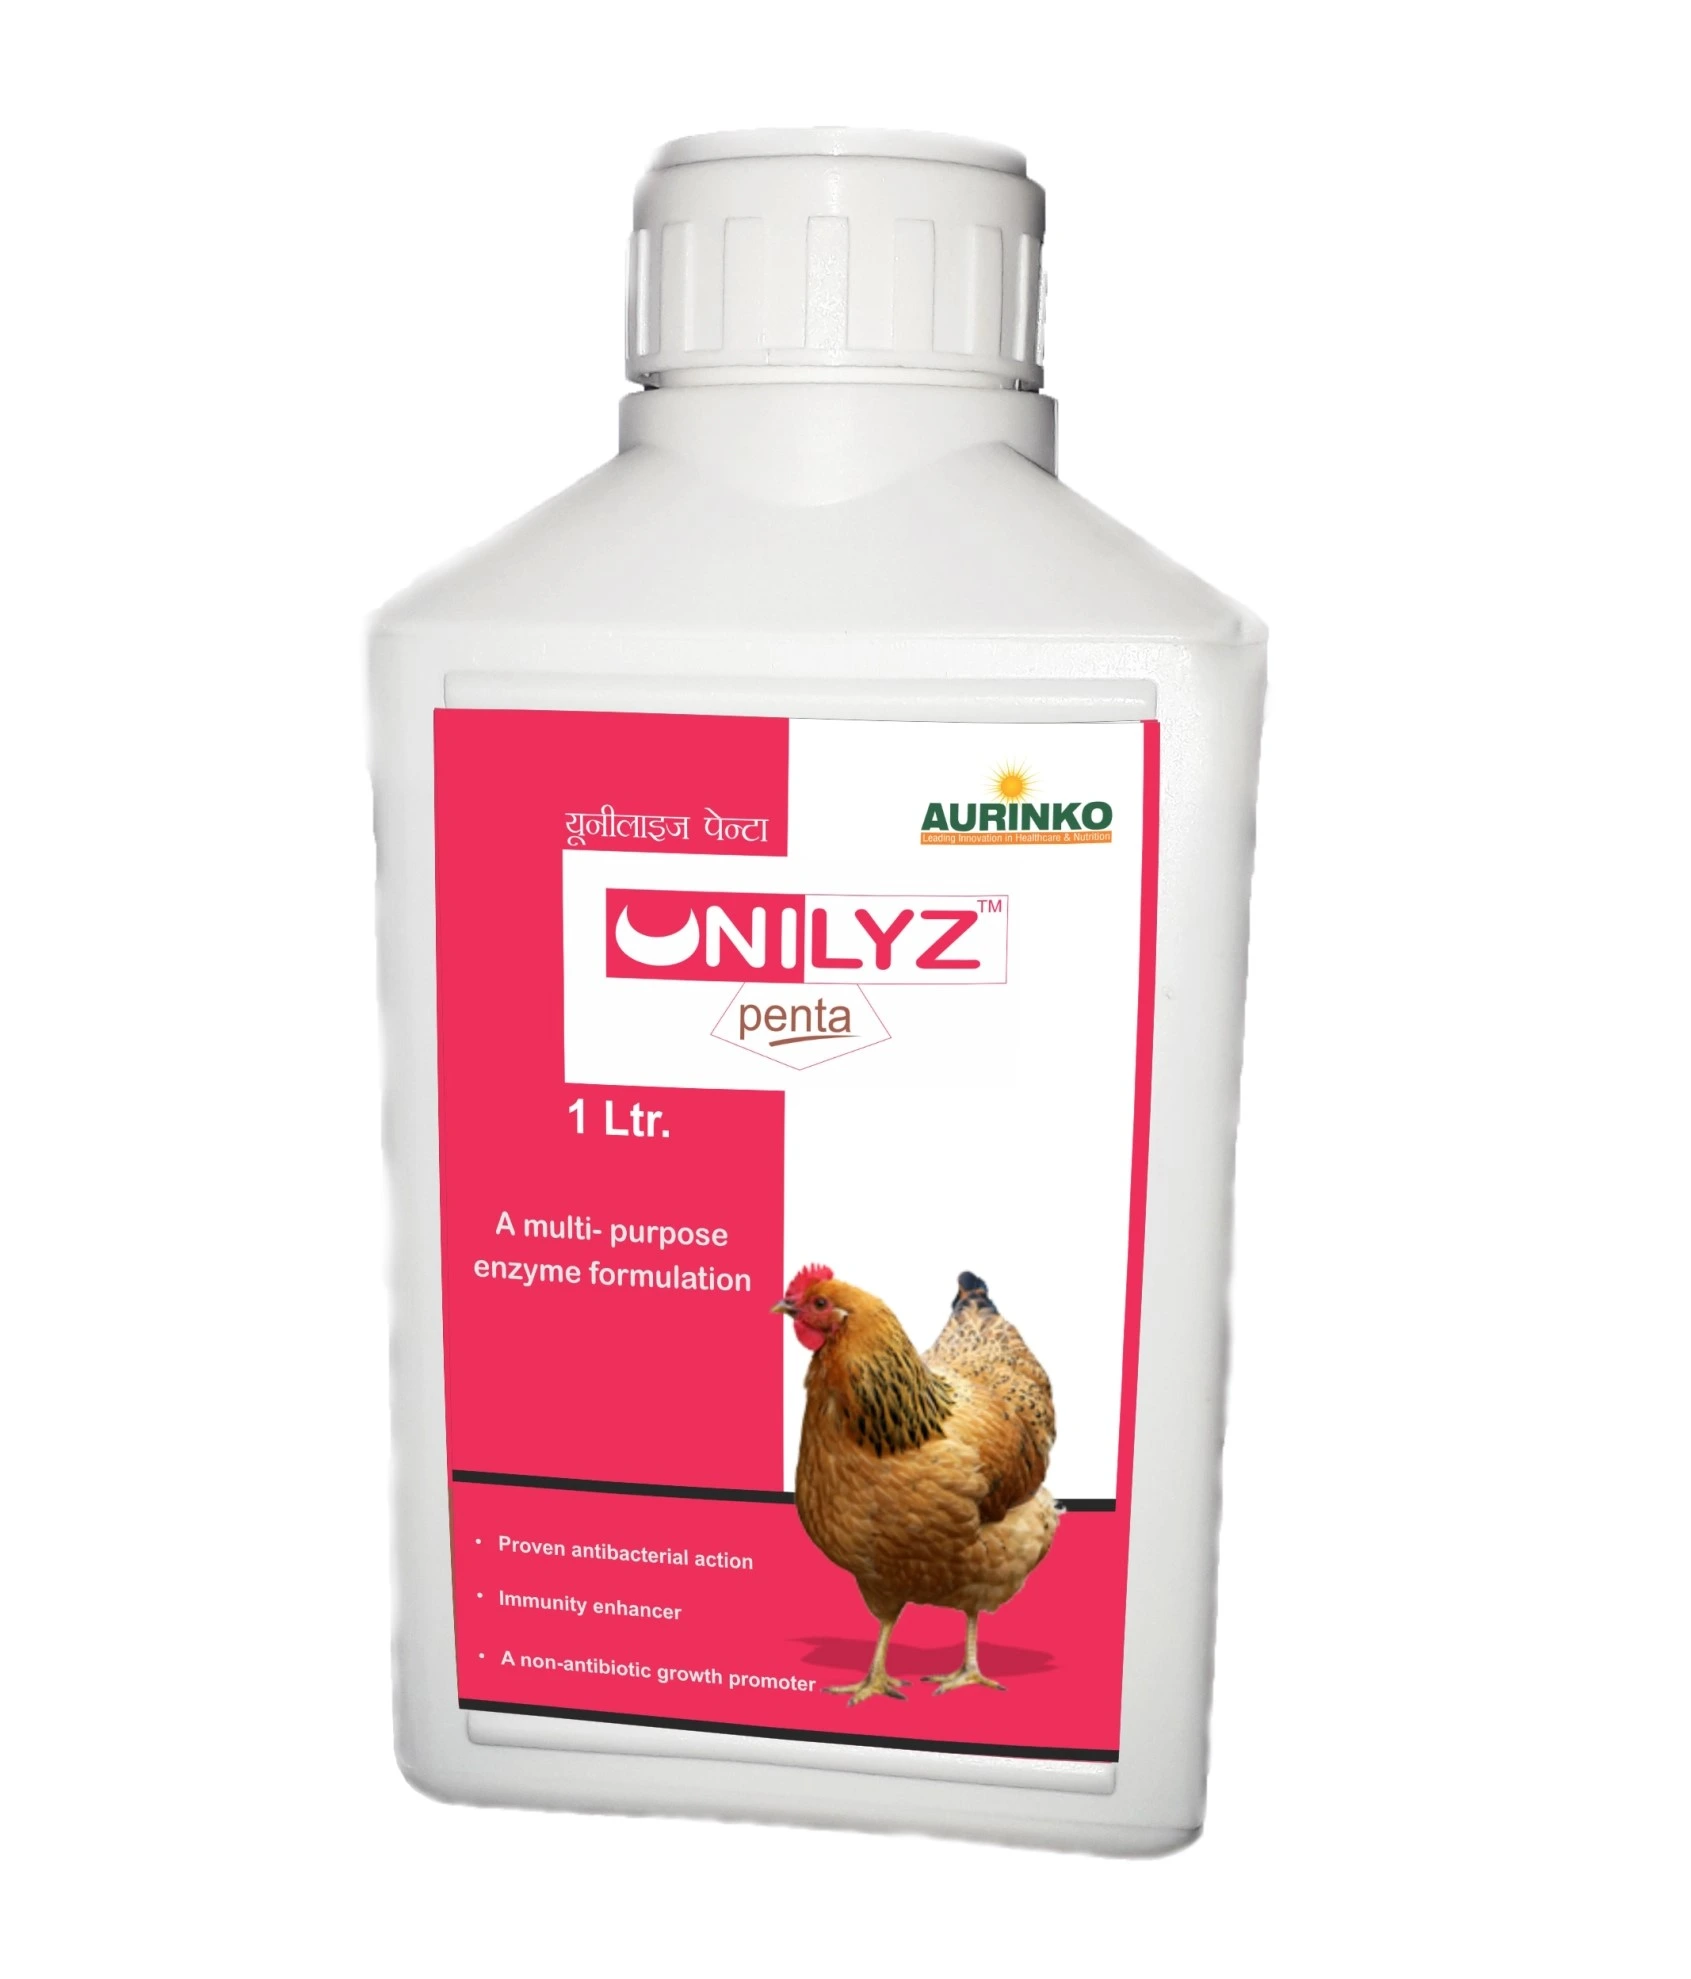 यूनीलाइज पेन्टा
AURINKO
Leading Innovation in Healthcare & Nutrition
UNILYZ™
penta
1 Ltr.
A multi- purpose
enzyme formulation
• Proven antibacterial action
• Immunity enhancer
• A non-antibiotic growth promoter